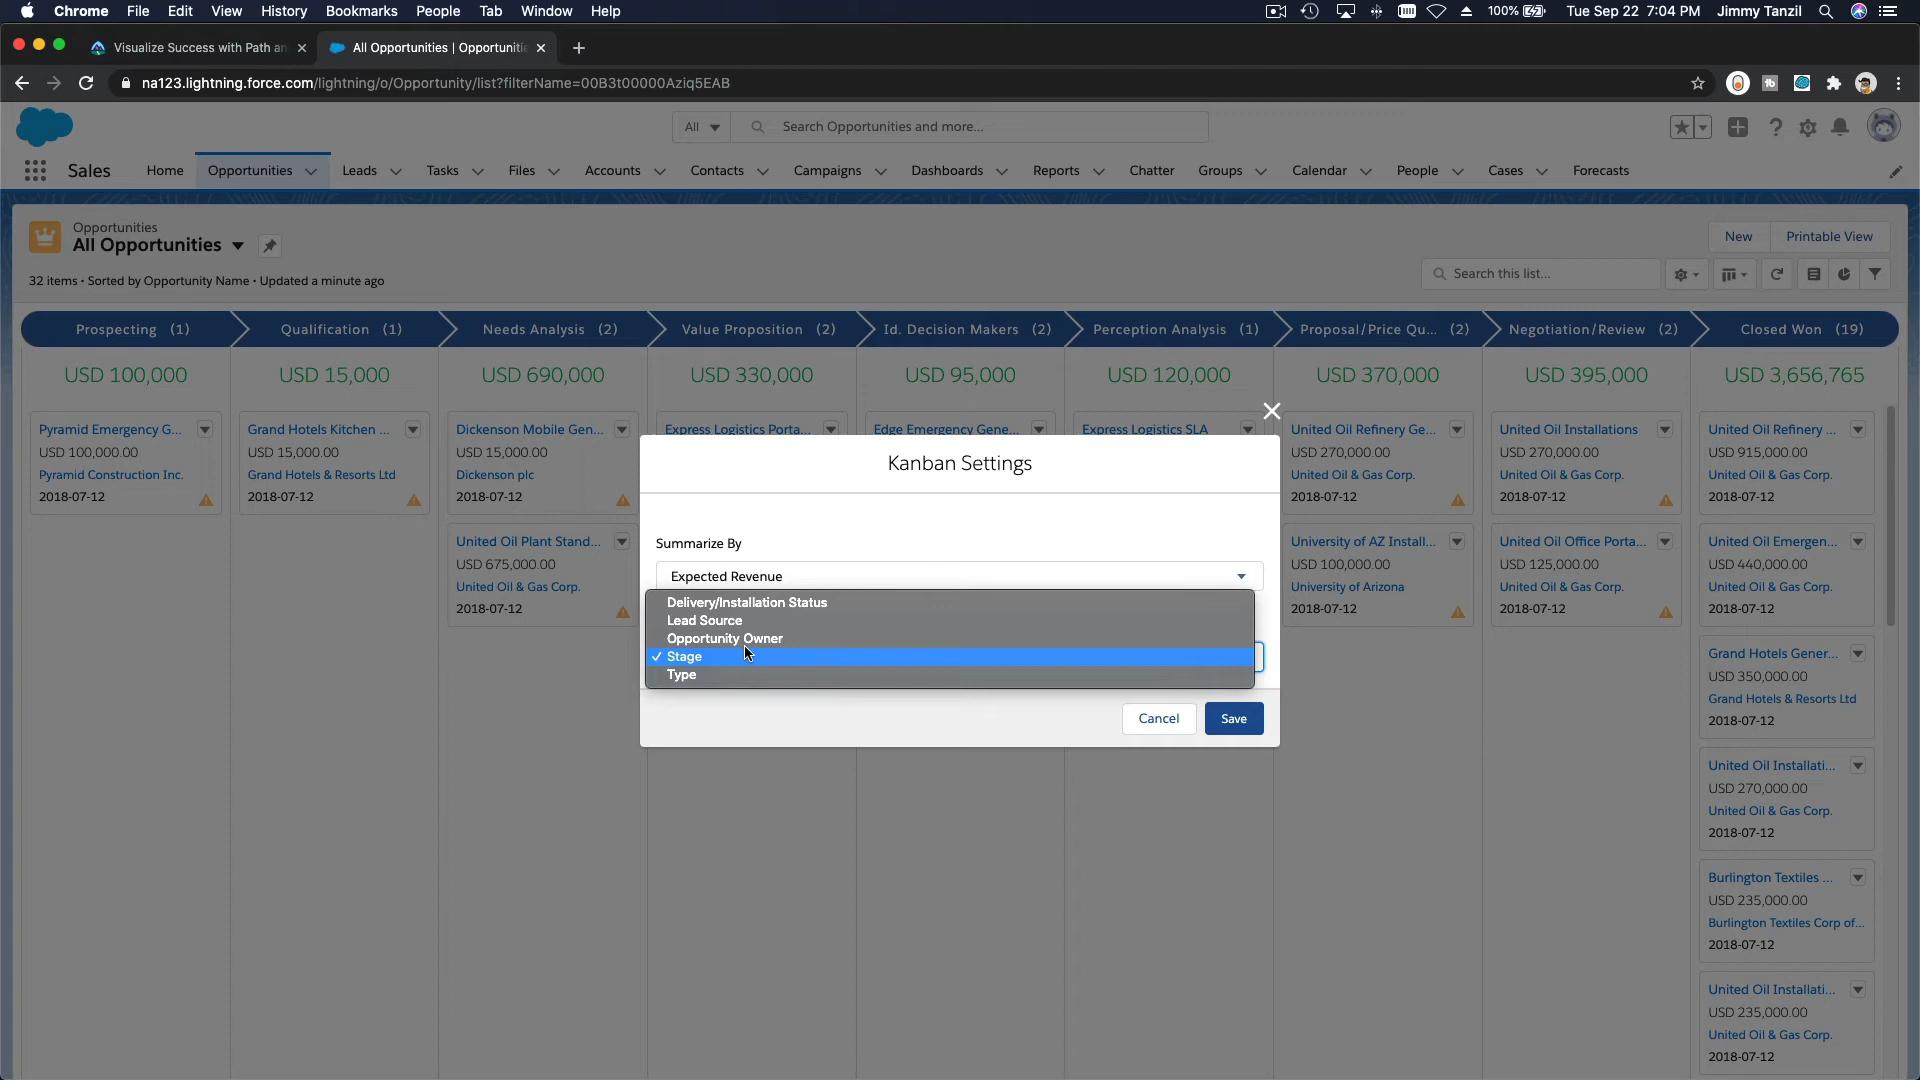 Chrome File Edit View History Bookmarks People Tab Window Help 100% Tue Sep 22 7:04 PM Jimmy Tanzil
Visualize Success with Path an All Opportunities | Opportuniti
na123.lightning.force.com/lightning/o/Opportunity/list?filterName=00B3t00000Aziq5EAB
All Search Opportunities and more...
Sales Home Opportunities Leads Tasks Files Accounts Contacts Campaigns Dashboards Reports Chatter Groups Calendar People Cases Forecasts
Opportunities
All Opportunities
New Printable View
32 items • Sorted by Opportunity Name • Updated a minute ago
Search this list...
Prospecting (1) Qualification (1) Needs Analysis (2) Value Proposition (2) Id. Decision Makers (2) Perception Analysis (1) Proposal/Price Qu... (2) Negotiation/Review (2) Closed Won (19)
USD 100,000 USD 15,000 USD 690,000 USD 330,000 USD 95,000 USD 120,000 USD 370,000 USD 395,000 USD 3,656,765
Pyramid Emergency G...
USD 100,000.00
Pyramid Construction Inc.
2018-07-12
Grand Hotels Kitchen ...
USD 15,000.00
Grand Hotels & Resorts Ltd
2018-07-12
Dickenson Mobile Gen...
USD 15,000.00
Dickenson plc
2018-07-12
United Oil Plant Stand...
USD 675,000.00
United Oil & Gas Corp.
2018-07-12
Express Logistics Porta...
Edge Emergency Gene...
Express Logistics SLA
Kanban Settings
Summarize By
Expected Revenue
Delivery/Installation Status
Lead Source
Opportunity Owner
✓ Stage
Type
Cancel Save
United Oil Refinery Ge...
USD 270,000.00
United Oil & Gas Corp.
2018-07-12
University of AZ Install...
USD 100,000.00
University of Arizona
2018-07-12
United Oil Installations
USD 270,000.00
United Oil & Gas Corp.
2018-07-12
United Oil Office Porta...
USD 125,000.00
United Oil & Gas Corp.
2018-07-12
United Oil Refinery ...
USD 915,000.00
United Oil & Gas Corp.
2018-07-12
United Oil Emergen...
USD 440,000.00
United Oil & Gas Corp.
2018-07-12
Grand Hotels Gener...
USD 350,000.00
Grand Hotels & Resorts Ltd
2018-07-12
United Oil Installati...
USD 270,000.00
United Oil & Gas Corp.
2018-07-12
Burlington Textiles ...
USD 235,000.00
Burlington Textiles Corp of...
2018-07-12
United Oil Installati...
USD 235,000.00
United Oil & Gas Corp.
2018-07-12